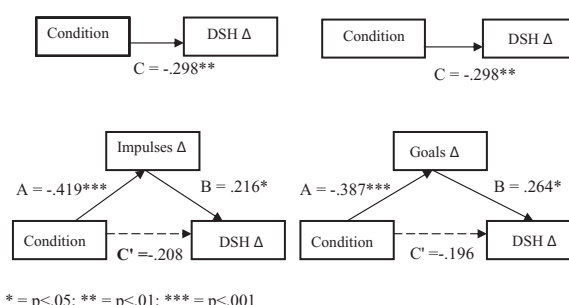 Condition DSH Δ Condition DSH Δ
C = -.298** C = -.298**
Impulses Δ Goals Δ
A = -.419*** B = .216* A = -.387*** B = .264*
Condition DSH Δ Condition DSH Δ
C' =-.208 C' =-.196
* = p<.05; ** = p<.01; *** = p<.001